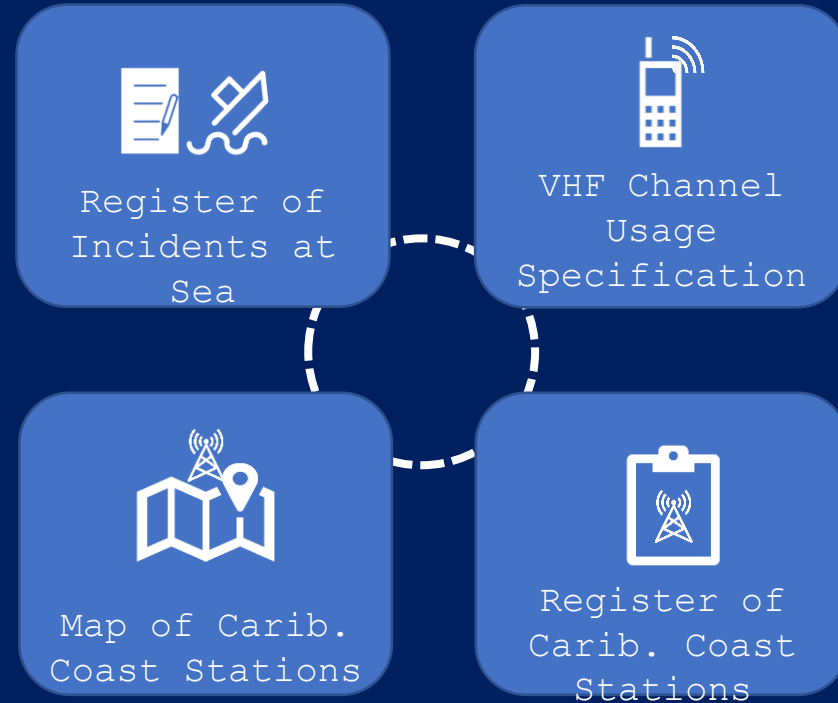 Register of
Incidents at
Sea
VHF Channel
Usage
Specification
Map of Carib.
Coast Stations
Register of
Carib. Coast
Stations